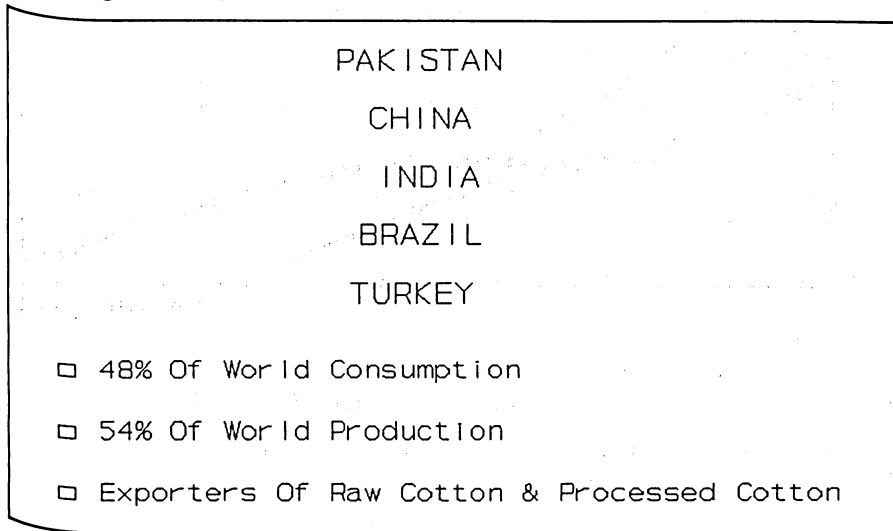 PAKISTAN
CHINA
INDIA
BRAZIL
TURKEY
48% Of World Consumption
54% Of World Production
Exporters Of Raw Cotton & Processed Cotton